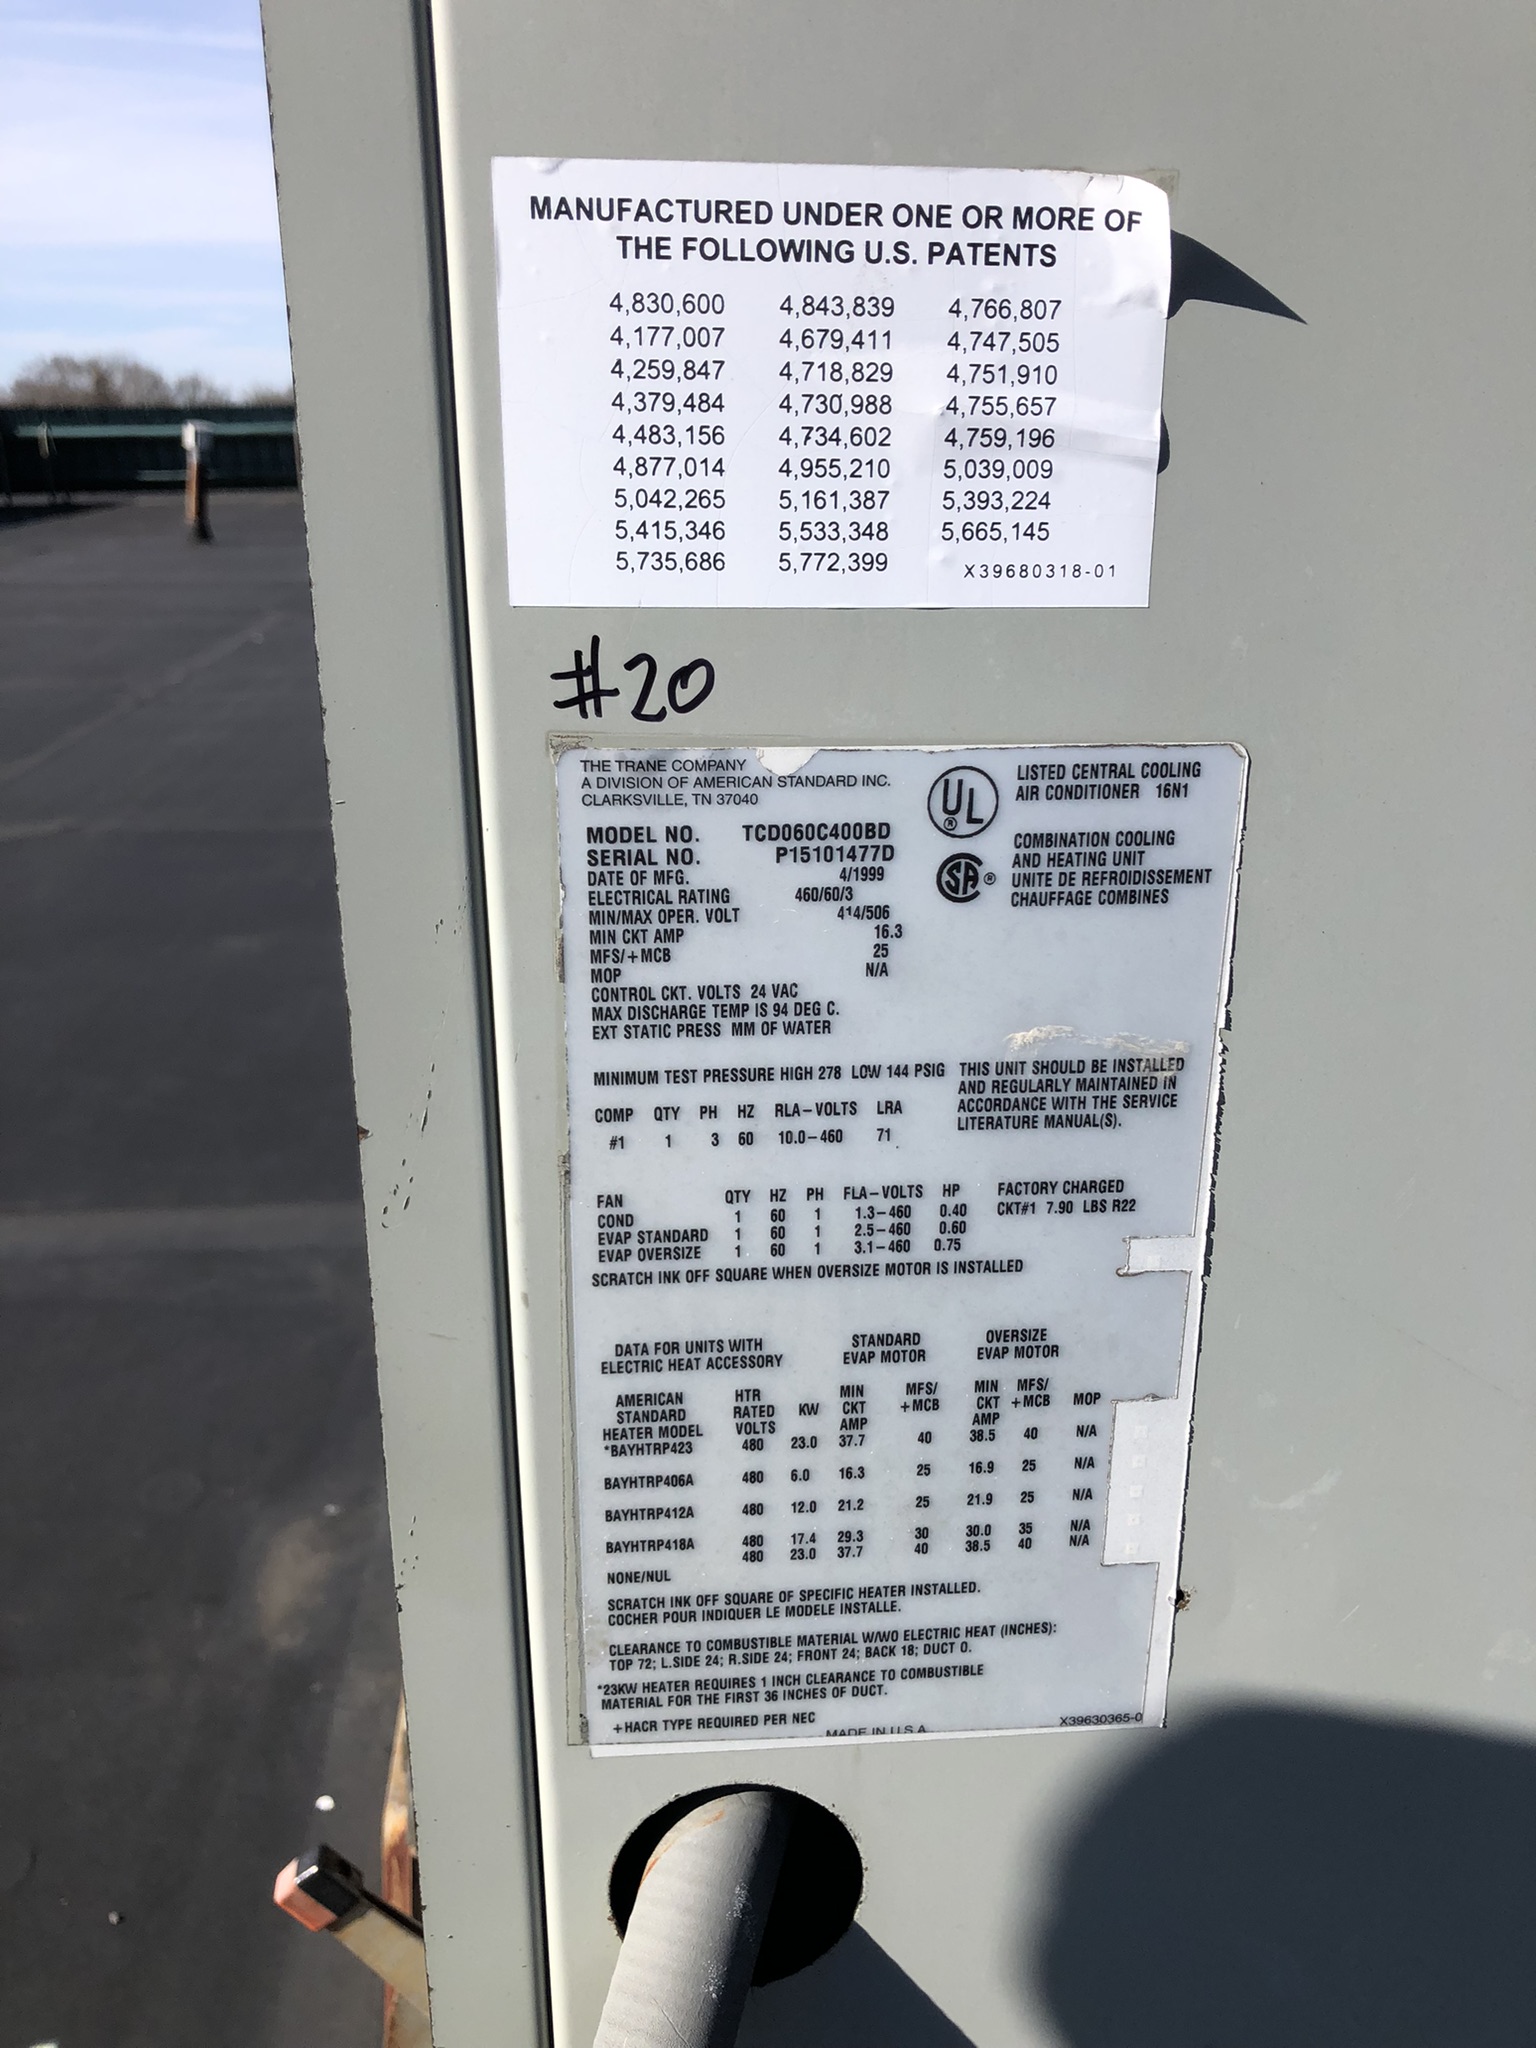 MANUFACTURED UNDER ONE OR MORE OF
THE FOLLOWING U.S. PATENTS
4,830,600 4,843,839 4,766,807
4,177,007 4,679,411 4,747,505
4,259,847 4,718,829 4,751,910
4,379,484 4,730,988 4,755,657
4,483,156 4,734,602 4,759,196
4,877,014 4,955,210 5,039,009
5,042,265 5,161,387 5,393,224
5,415,346 5,533,348 5,665,145
5,735,686 5,772,399 X39680318-01
#20
THE TRANE COMPANY
A DIVISION OF AMERICAN STANDARD INC.
CLARKSVILLE, TN 37040
UL ®
LISTED CENTRAL COOLING
AIR CONDITIONER 16N1
SA ®
COMBINATION COOLING
AND HEATING UNIT
UNITE DE REFROIDISSEMENT
CHAUFFAGE COMBINES
MODEL NO. TCD060C400BD
SERIAL NO. P15101477D
DATE OF MFG. 4/1999
ELECTRICAL RATING 460/60/3
MIN/MAX OPER. VOLT 414/506
MIN CKT AMP 16.3
MFS/+MCB 25
MOP N/A
CONTROL CKT. VOLTS 24 VAC
MAX DISCHARGE TEMP IS 94 DEG C.
EXT STATIC PRESS MM OF WATER
MINIMUM TEST PRESSURE HIGH 278 LOW 144 PSIG
THIS UNIT SHOULD BE INSTALLED
AND REGULARLY MAINTAINED IN
ACCORDANCE WITH THE SERVICE
LITERATURE MANUAL(S).
COMP QTY PH HZ RLA-VOLTS LRA
#1 1 3 60 10.0-460 71
FAN QTY HZ PH FLA-VOLTS HP
COND 1 60 1 1.3-460 0.40
EVAP STANDARD 1 60 1 2.5-460 0.60
EVAP OVERSIZE 1 60 1 3.1-460 0.75
FACTORY CHARGED
CKT#1 7.90 LBS R22
SCRATCH INK OFF SQUARE WHEN OVERSIZE MOTOR IS INSTALLED
DATA FOR UNITS WITH
ELECTRIC HEAT ACCESSORY
STANDARD
EVAP MOTOR
OVERSIZE
EVAP MOTOR
AMERICAN
STANDARD
HEATER MODEL
HTR
RATED
VOLTS
KW
MIN
CKT
AMP
MFS/
+MCB
MIN
CKT
AMP
MFS/
+MCB
MOP
*BAYHTRP423 480 23.0 37.7 40 38.5 40 N/A
BAYHTRP406A 480 6.0 16.3 25 16.9 25 N/A
BAYHTRP412A 480 12.0 21.2 25 21.9 25 N/A
BAYHTRP418A 480 17.4 29.3 30 30.0 35 N/A
480 23.0 37.7 40 38.5 40 N/A
NONE/NUL
SCRATCH INK OFF SQUARE OF SPECIFIC HEATER INSTALLED.
COCHER POUR INDIQUER LE MODELE INSTALLE.
CLEARANCE TO COMBUSTIBLE MATERIAL W/WO ELECTRIC HEAT (INCHES):
TOP 72; L.SIDE 24; R.SIDE 24; FRONT 24; BACK 18; DUCT 0.
*23KW HEATER REQUIRES 1 INCH CLEARANCE TO COMBUSTIBLE
MATERIAL FOR THE FIRST 36 INCHES OF DUCT.
+HACR TYPE REQUIRED PER NEC
MADE IN U.S.A. X39630365-0